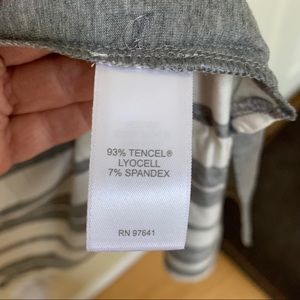 93% TENCEL®
LYOCELL
7% SPANDEX
RN 97641